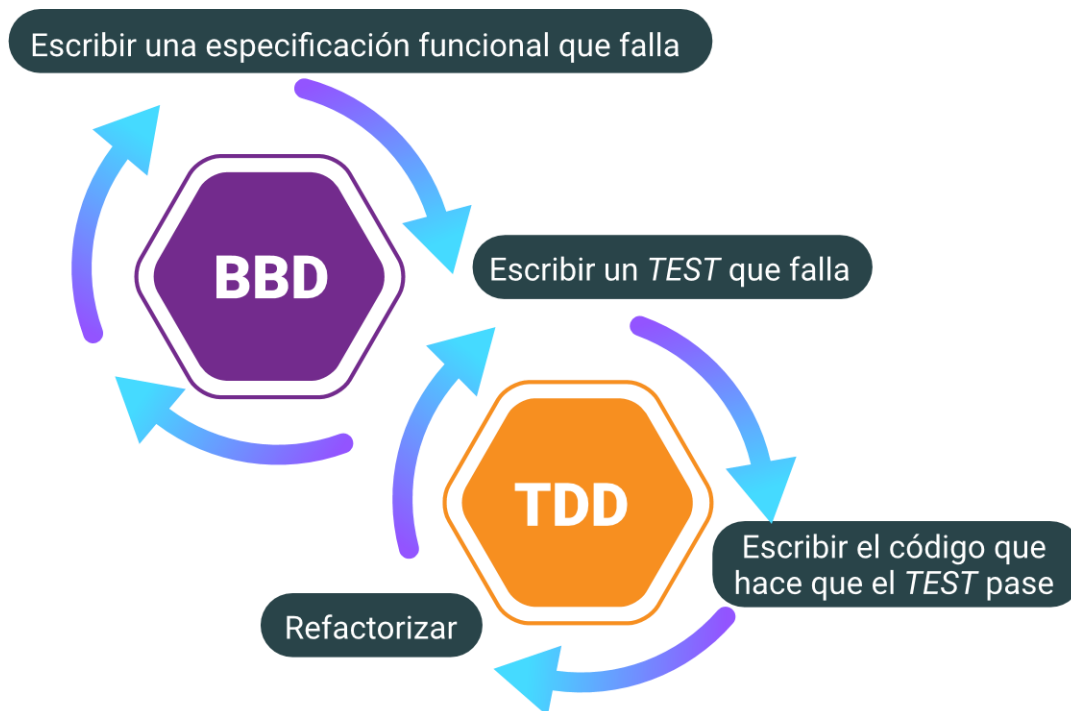 Escribir una especificación funcional que falla
BBD
Escribir un TEST que falla
TDD
Escribir el código que
hace que el TEST pase
Refactorizar